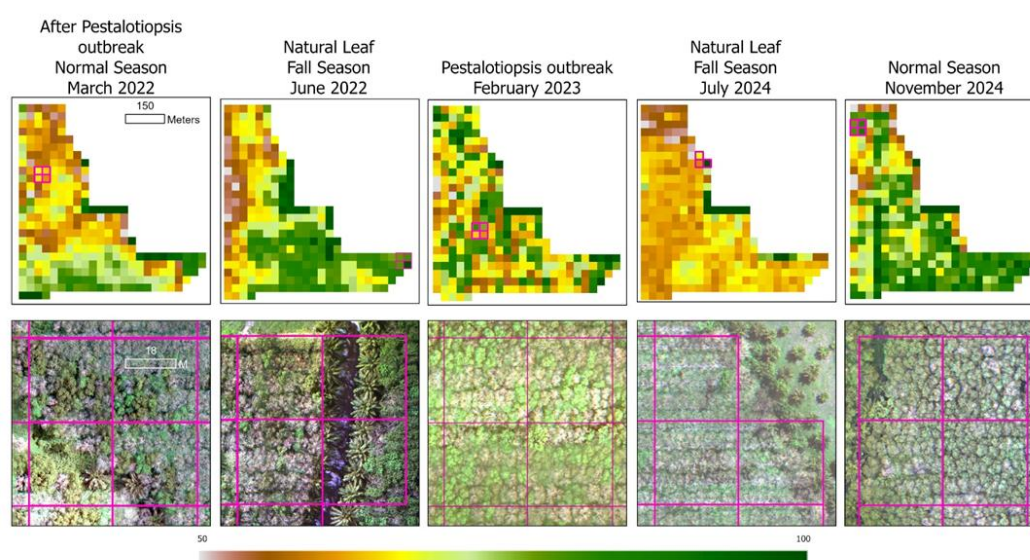 After Pestalotiopsis
outbreak
Normal Season
March 2022
Natural Leaf
Fall Season
June 2022
Pestalotiopsis outbreak
February 2023
Natural Leaf
Fall Season
July 2024
Normal Season
November 2024
150
Meters
18
M
50
100